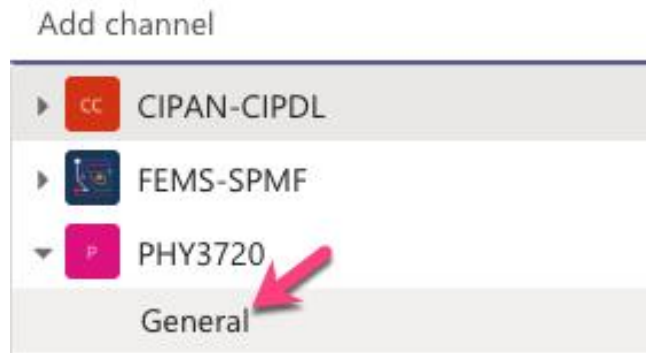 Add channel
CC CIPAN-CIPDL
FEMS-SPMF
P PHY3720
General